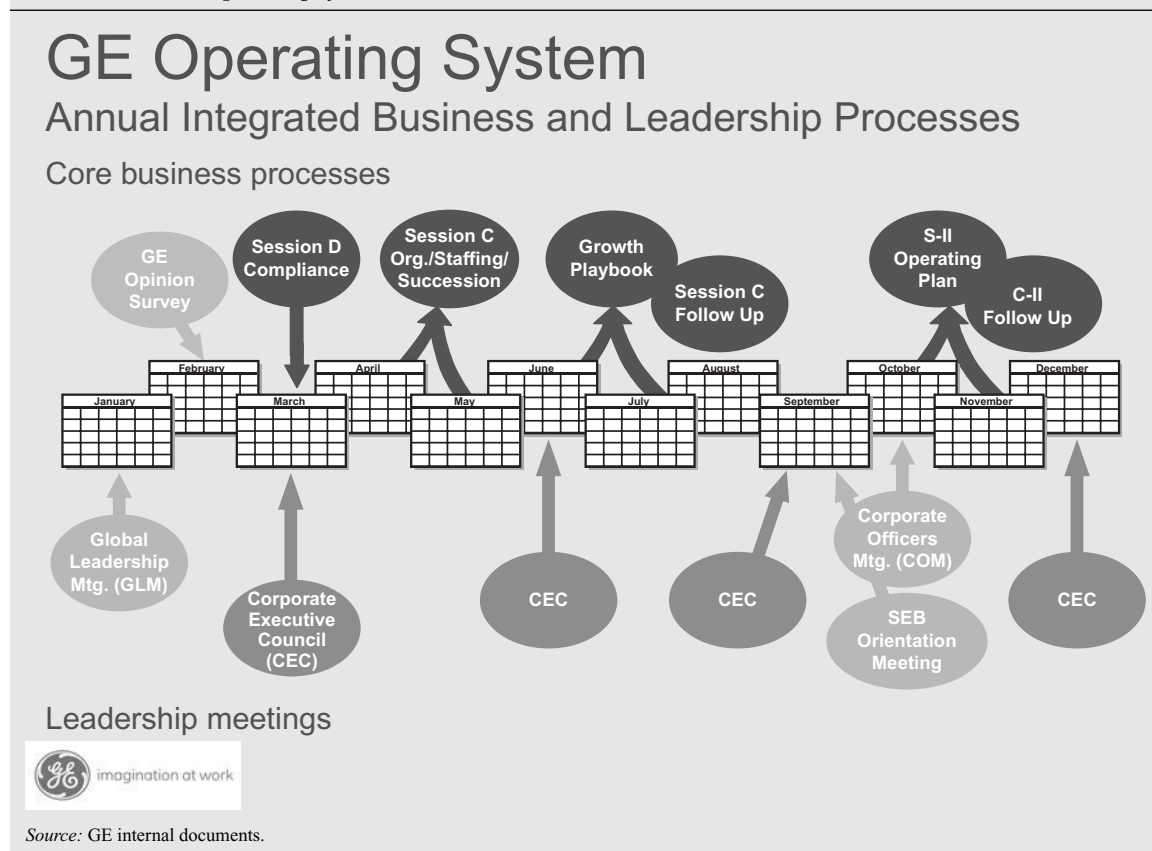 GE Operating System
Annual Integrated Business and Leadership Processes
Core business processes
GE
Opinion
Survey
Session D
Compliance
Session C
Org./Staffing/
Succession
Growth
Playbook
Session C
Follow Up
S-II
Operating
Plan
C-II
Follow Up
February
April
June
August
October
December
January
March
May
July
September
November
Global
Leadership
Mtg. (GLM)
Corporate
Executive
Council
(CEC)
CEC
CEC
Corporate
Officers
Mtg. (COM)
SEB
Orientation
Meeting
CEC
Leadership meetings
GE imagination at work
Source: GE internal documents.